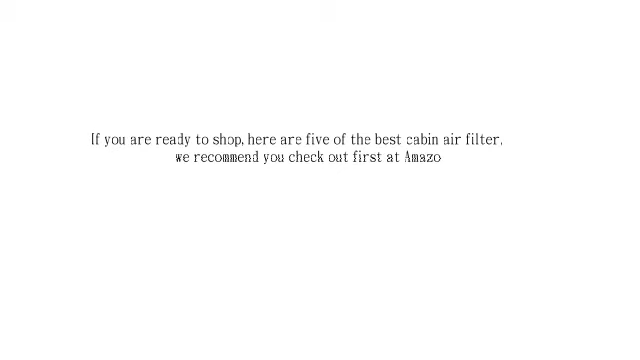 If you are ready to shop, here are five of the best cabin air filter,
we recommend you check out first at Amazo